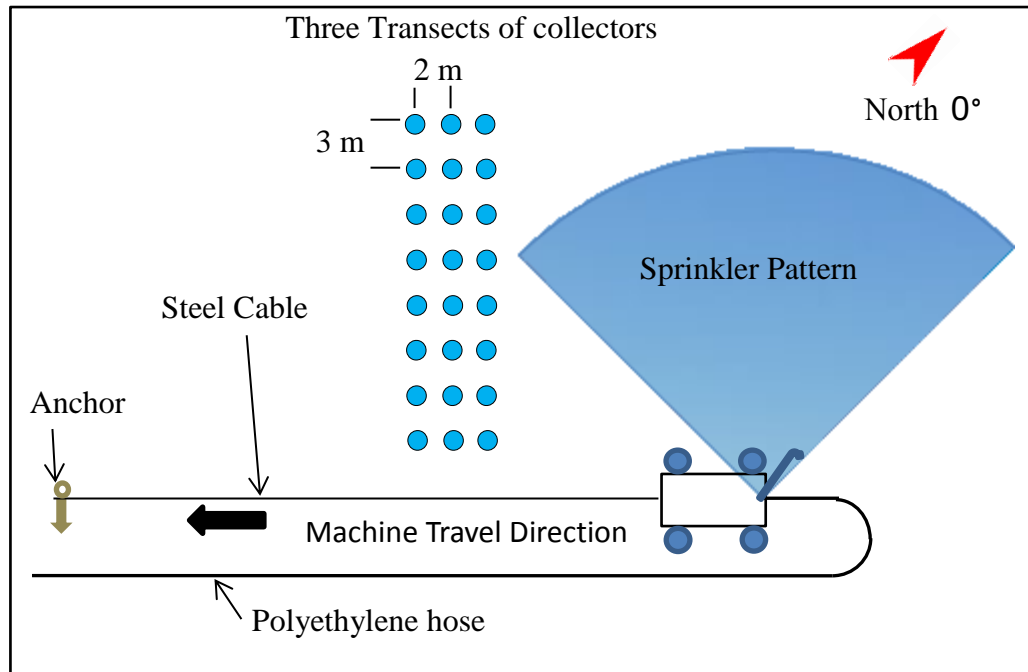 Three Transects of collectors
2 m
North 0°
3 m
Sprinkler Pattern
Steel Cable
Anchor
Machine Travel Direction
Polyethylene hose